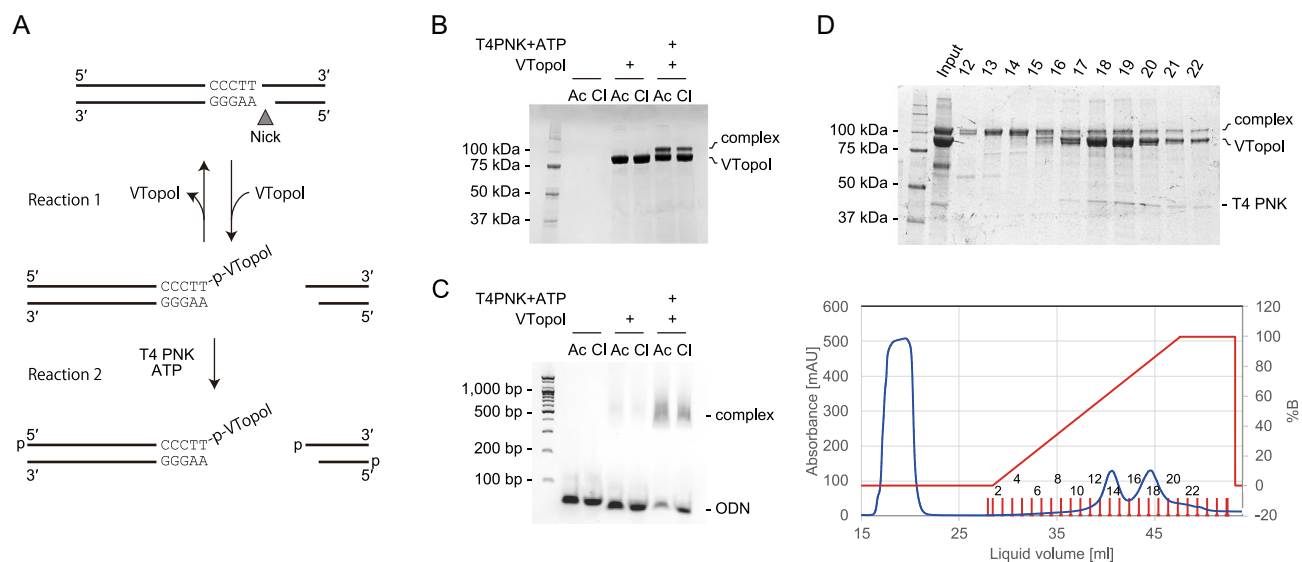 A
5′ CCCTT 3′
3′ GGGAA 5′
Nick
Reaction 1
VTopoI VTopoI
5′ CCCTT -p-VTopoI 3′
3′ GGGAA 5′
Reaction 2
T4 PNK
ATP
p 5′ CCCTT -p-VTopoI p 3′
3′ GGGAA 5′ p
B
T4PNK+ATP +
VTopoI + +
Ac Cl Ac Cl Ac Cl
100 kDa
75 kDa
50 kDa
37 kDa
complex
VTopoI
C
T4PNK+ATP +
VTopoI + +
Ac Cl Ac Cl Ac Cl
1,000 bp
500 bp
200 bp
100 bp
complex
ODN
D
Input 12 13 14 15 16 17 18 19 20 21 22
100 kDa
75 kDa
50 kDa
37 kDa
complex
VTopoI
T4 PNK
600
500
400
300
200
100
0
Absorbance [mAU]
120
100
80
60
40
20
0
-20
%B
2 4 6 8 10 12 14 16 18 20 22
15 25 35 45
Liquid volume [ml]